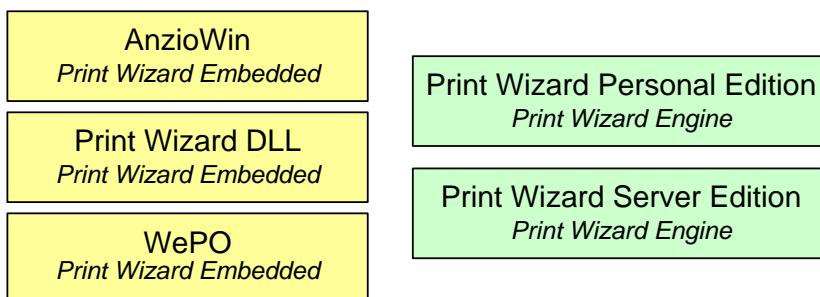 AnzioWin
Print Wizard Embedded
Print Wizard DLL
Print Wizard Embedded
WePO
Print Wizard Embedded
Print Wizard Personal Edition
Print Wizard Engine
Print Wizard Server Edition
Print Wizard Engine